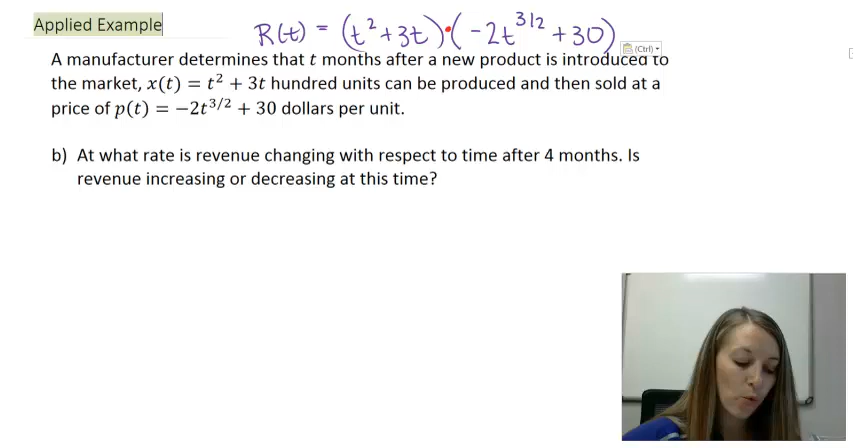 Applied Example
R(t) = (t² + 3t)·(-2t^{3/2} + 30)
(Ctrl)
A manufacturer determines that t months after a new product is introduced to
the market, x(t) = t² + 3t hundred units can be produced and then sold at a
price of p(t) = −2t^{3/2} + 30 dollars per unit.
b) At what rate is revenue changing with respect to time after 4 months. Is
revenue increasing or decreasing at this time?